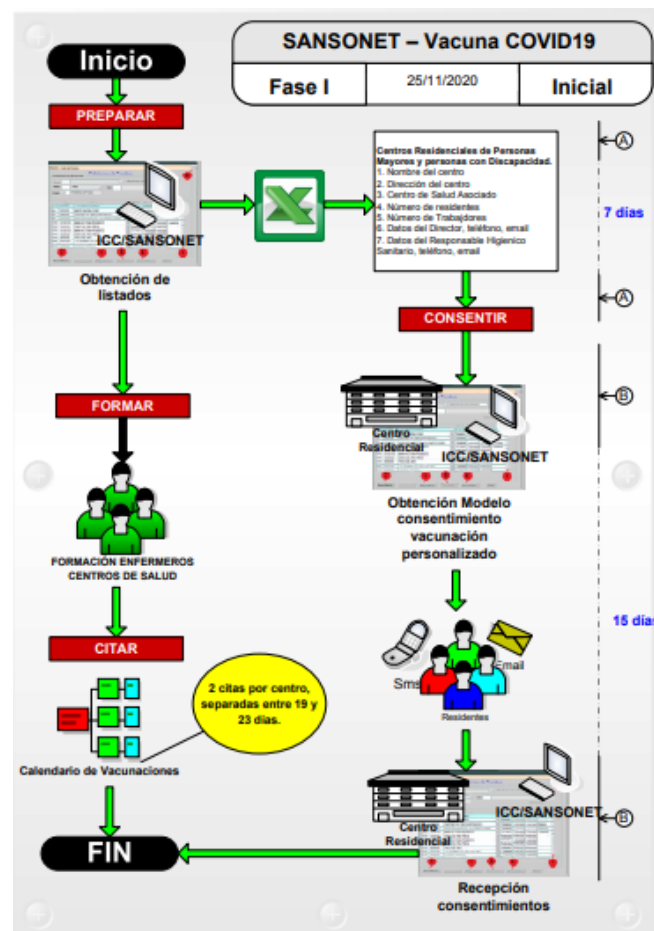 SANSONET – Vacuna COVID19
Inicio
Fase I
25/11/2020
Inicial
PREPARAR
ICC/SANSONET
Obtención de
listados
Centros Residenciales de Personas
Mayores y personas con Discapacidad.
1. Nombre del centro
2. Dirección del centro
3. Centro de Salud Asociado
4. Número de residentes
5. Número de Trabajdores
6. Datos del Director, teléfono, email
7. Datos del Responsable Higienico
Sanitario, teléfono, email
A
7 días
A
CONSENTIR
FORMAR
B
Centro
Residencial
ICC/SANSONET
Obtención Modelo
consentimiento
vacunación
personalizado
FORMACIÓN ENFERMEROS
CENTROS DE SALUD
15 días
CITAR
2 citas por centro,
separadas entre 19 y
23 días.
Sms
Email
Residentes
Calendario de Vacunaciones
ICC/SANSONET
B
Centro
Residencial
FIN
Recepción
consentimientos